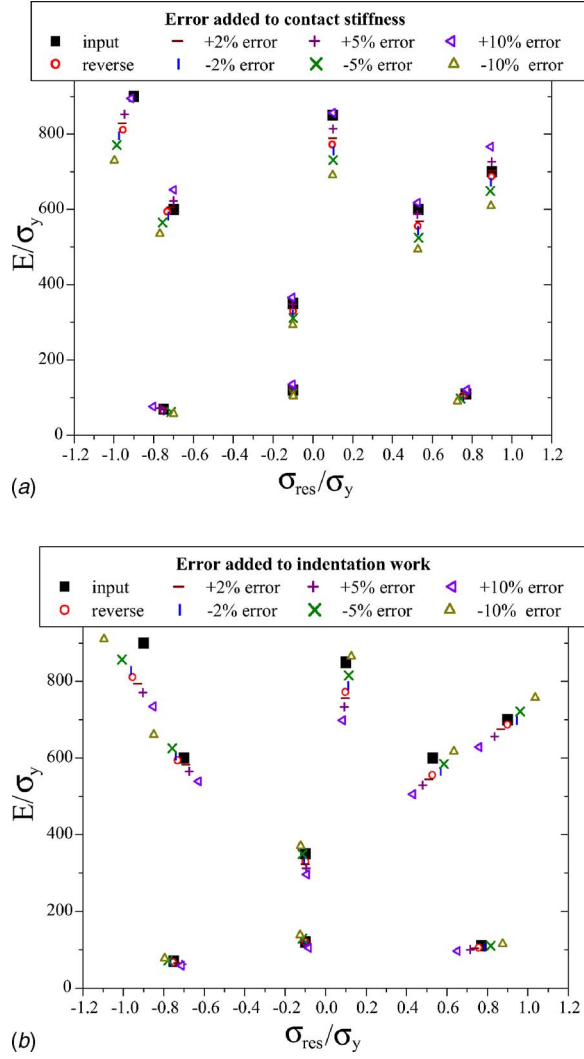 Error added to contact stiffness
input +2% error +5% error +10% error
reverse -2% error -5% error -10% error
800
600
400
200
0
E/σy
-1.2 -1.0 -0.8 -0.6 -0.4 -0.2 0.0 0.2 0.4 0.6 0.8 1.0 1.2
(a)
σres/σy
Error added to indentation work
input +2% error +5% error +10% error
reverse -2% error -5% error -10% error
800
600
400
200
0
E/σy
-1.2 -1.0 -0.8 -0.6 -0.4 -0.2 0.0 0.2 0.4 0.6 0.8 1.0 1.2
(b)
σres/σy